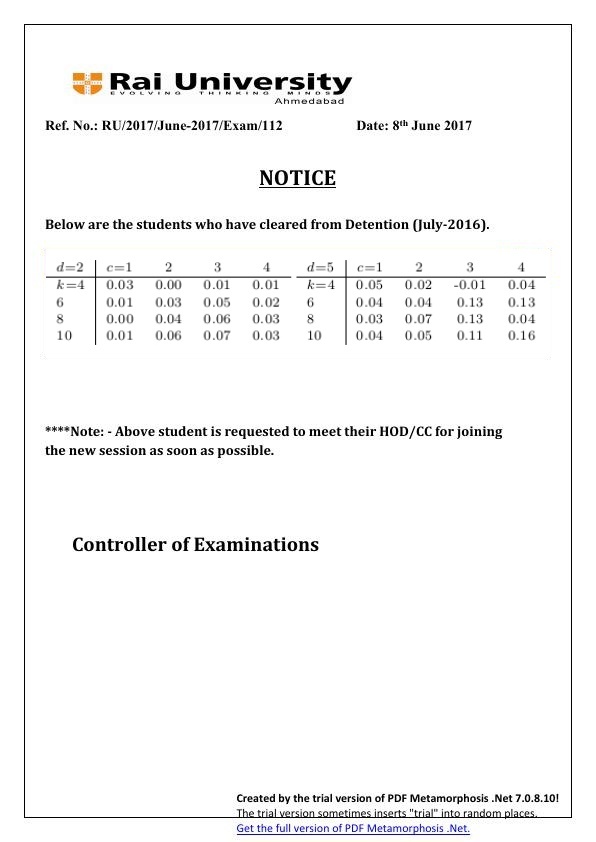 Rai University
EVOLVING THINKING MINDS
Ahmedabad
Ref. No.: RU/2017/June-2017/Exam/112 Date: 8th June 2017
NOTICE
Below are the students who have cleared from Detention (July-2016).
d=2 c=1 2 3 4 d=5 c=1 2 3 4
k=4 0.03 0.00 0.01 0.01 k=4 0.05 0.02 -0.01 0.04
6 0.01 0.03 0.05 0.02 6 0.04 0.04 0.13 0.13
8 0.00 0.04 0.06 0.03 8 0.03 0.07 0.13 0.04
10 0.01 0.06 0.07 0.03 10 0.04 0.05 0.11 0.16
****Note: - Above student is requested to meet their HOD/CC for joining
the new session as soon as possible.
Controller of Examinations
Created by the trial version of PDF Metamorphosis .Net 7.0.8.10!
The trial version sometimes inserts "trial" into random places.
Get the full version of PDF Metamorphosis .Net.